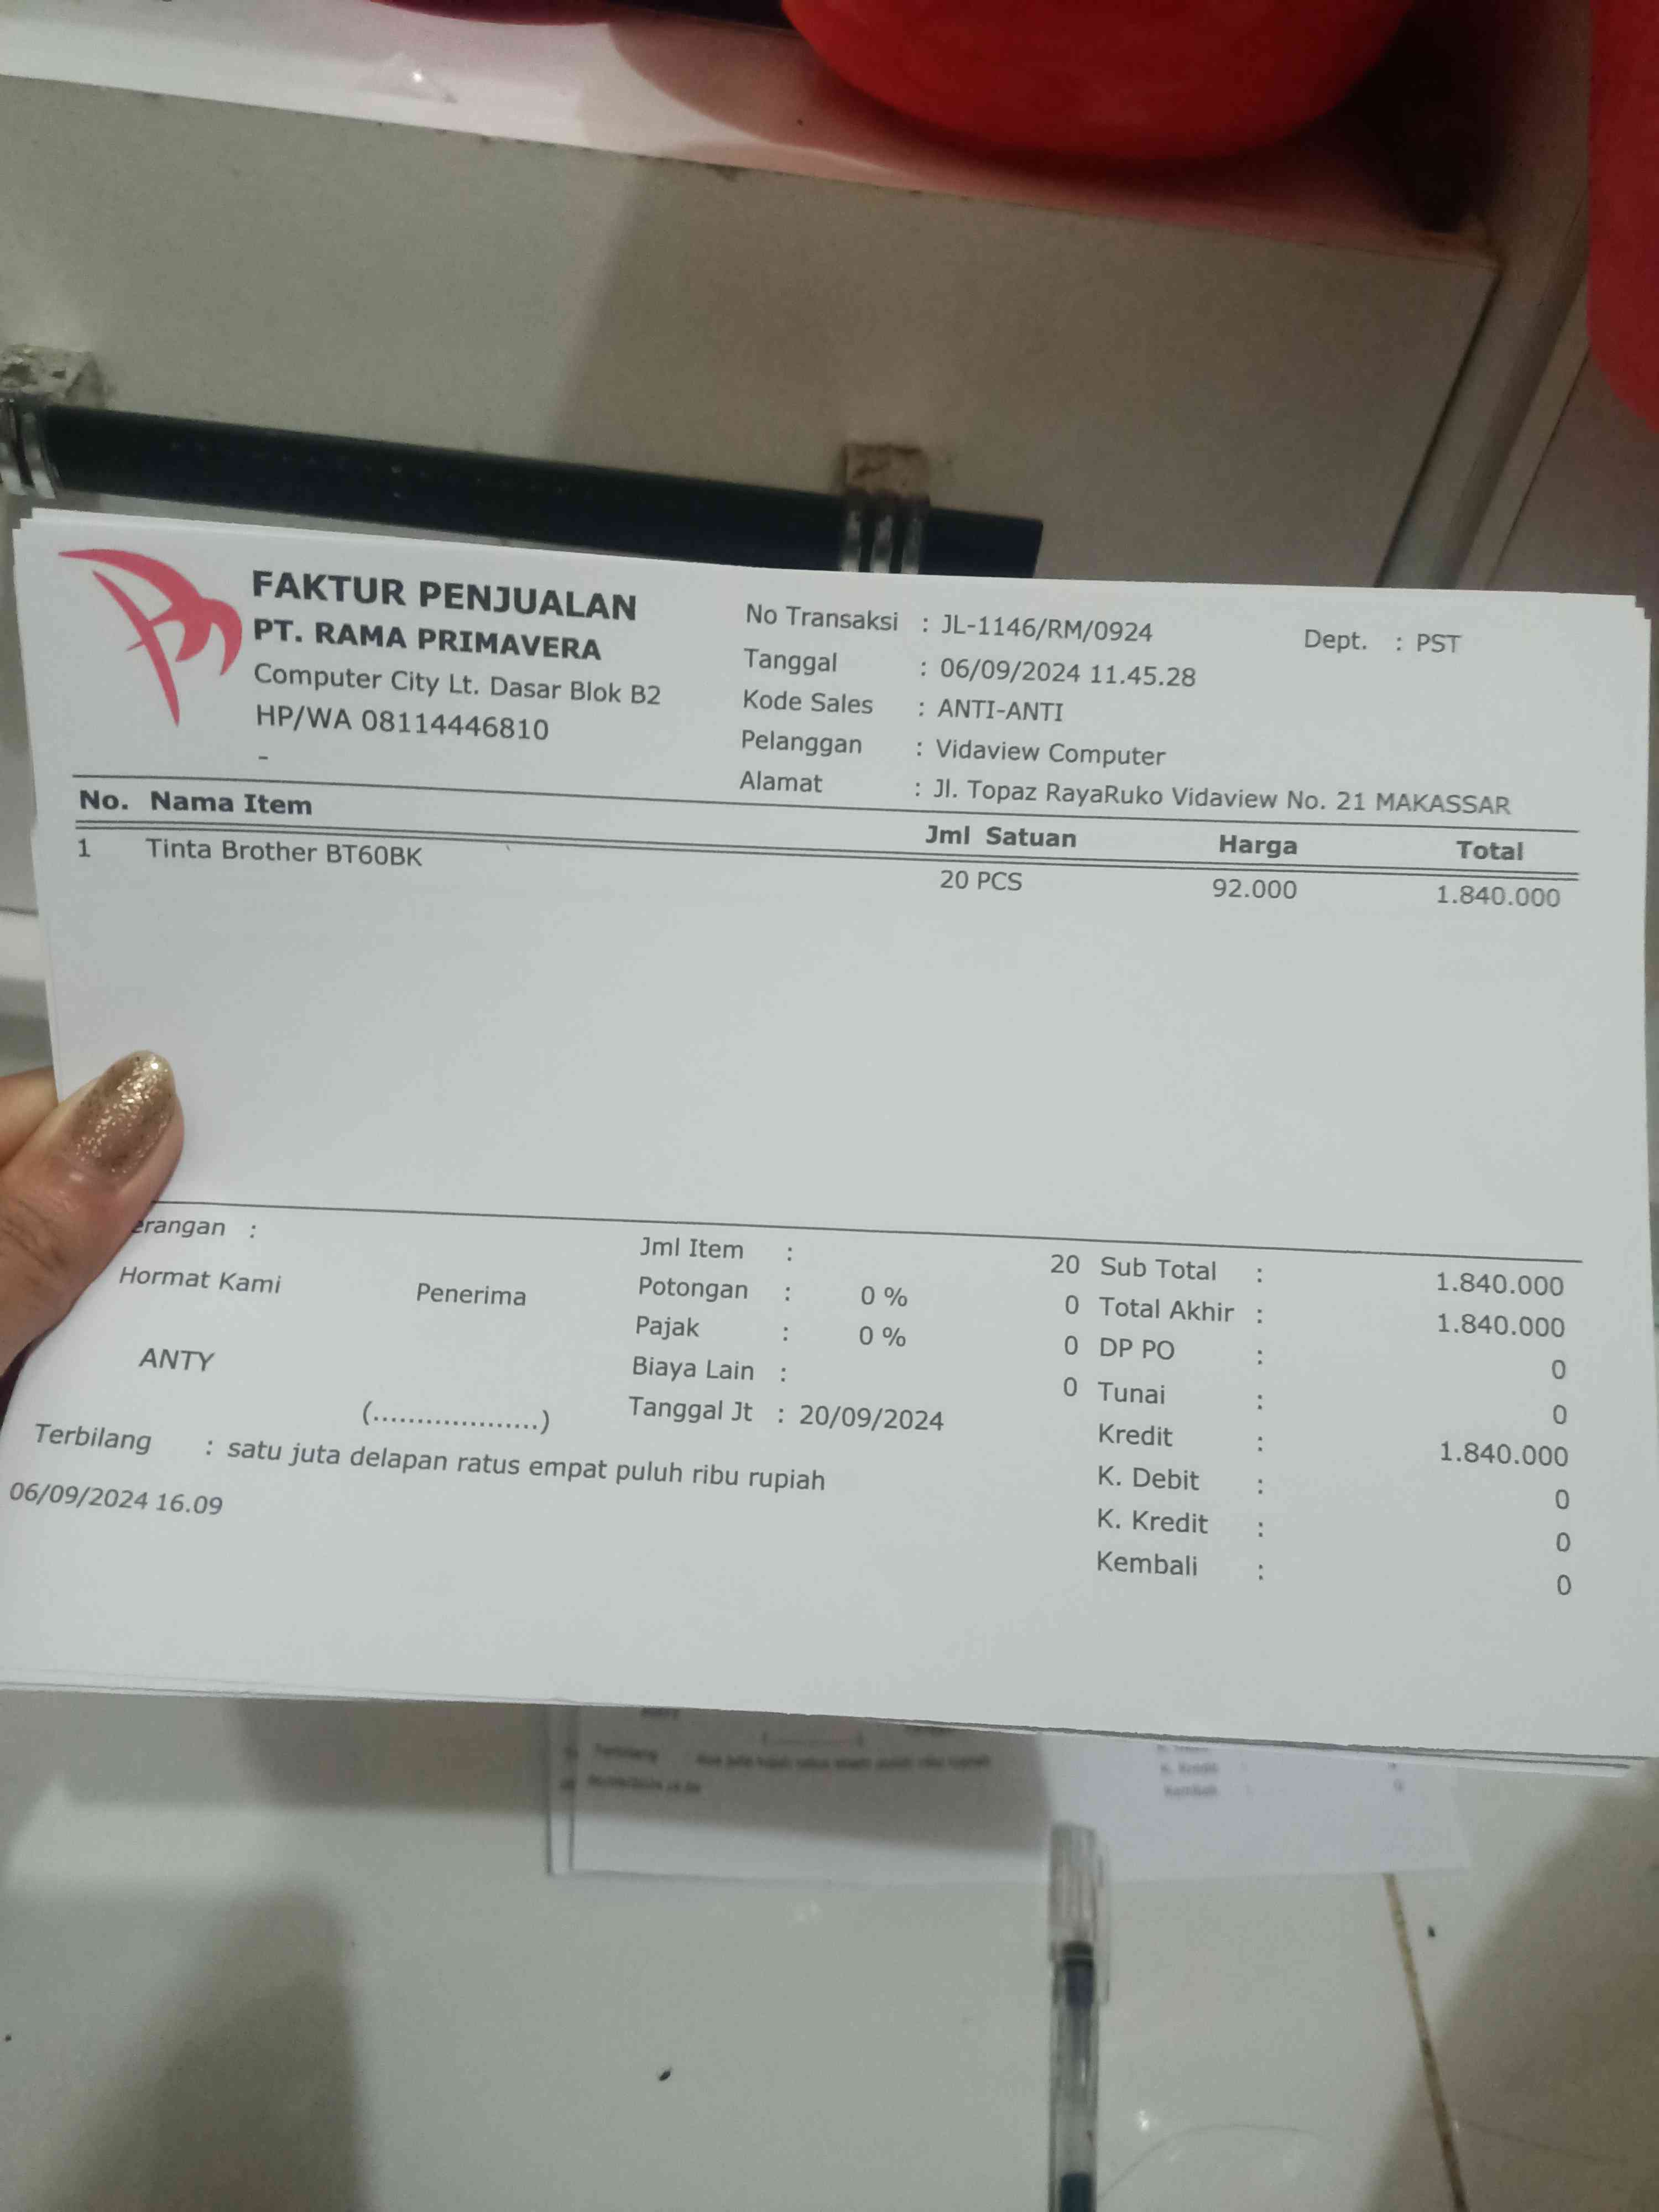 FAKTUR PENJUALAN
PT. RAMA PRIMAVERA
Computer City Lt. Dasar Blok B2
HP/WA 08114446810
-
No Transaksi : JL-1146/RM/0924 Dept. : PST
Tanggal : 06/09/2024 11.45.28
Kode Sales : ANTI-ANTI
Pelanggan : Vidaview Computer
Alamat : Jl. Topaz RayaRuko Vidaview No. 21 MAKASSAR
No. Nama Item Jml Satuan Harga Total
1 Tinta Brother BT60BK 20 PCS 92.000 1.840.000
erangan :
Hormat Kami Penerima
ANTY
(...................)
Jml Item : 20
Potongan : 0 % 0
Pajak : 0 % 0
Biaya Lain : 0
Tanggal Jt : 20/09/2024
Sub Total : 1.840.000
Total Akhir : 1.840.000
DP PO : 0
Tunai : 0
Kredit : 1.840.000
K. Debit : 0
K. Kredit : 0
Kembali : 0
Terbilang : satu juta delapan ratus empat puluh ribu rupiah
06/09/2024 16.09
Terbilang
K. Kredit
Kembali 0